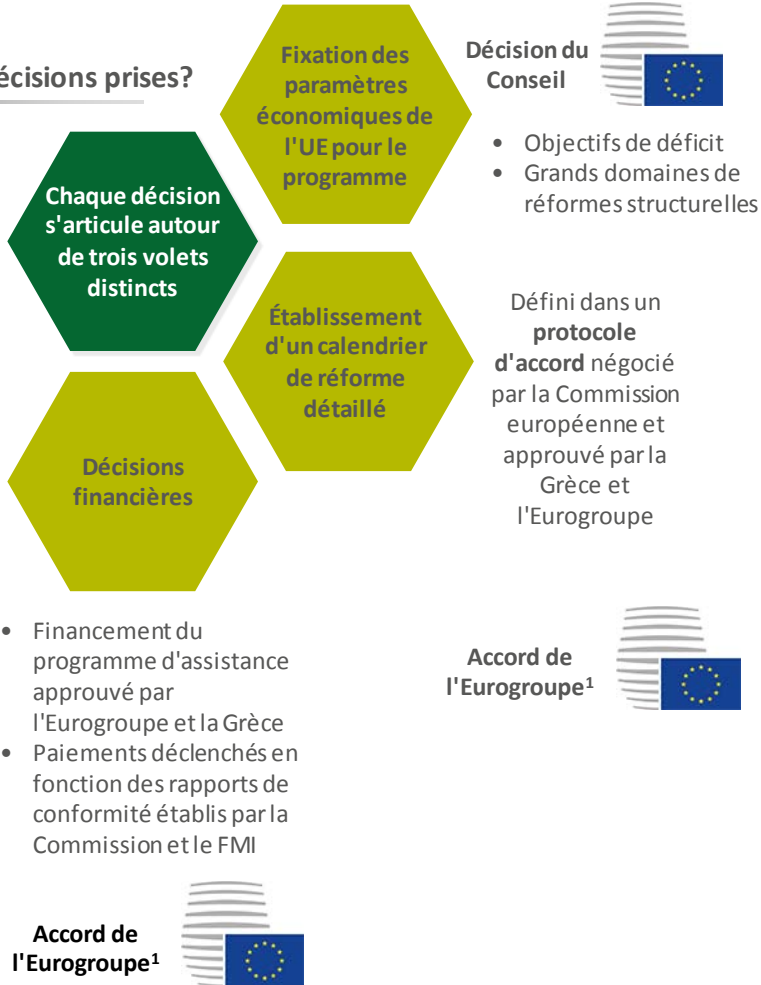 écisions prises?
Fixation des
paramètres
économiques de
l'UE pour le
programme
Décision du
Conseil
• Objectifs de déficit
• Grands domaines de
réformes structurelles
Chaque décision
s'articule autour
de trois volets
distincts
Établissement
d'un calendrier
de réforme
détaillé
Défini dans un
protocole
d'accord négocié
par la Commission
européenne et
approuvé par la
Grèce et
l'Eurogroupe
Décisions
financières
Accord de
l'Eurogroupe¹
• Financement du
programme d'assistance
approuvé par
l'Eurogroupe et la Grèce
• Paiements déclenchés en
fonction des rapports de
conformité établis par la
Commission et le FMI
Accord de
l'Eurogroupe¹